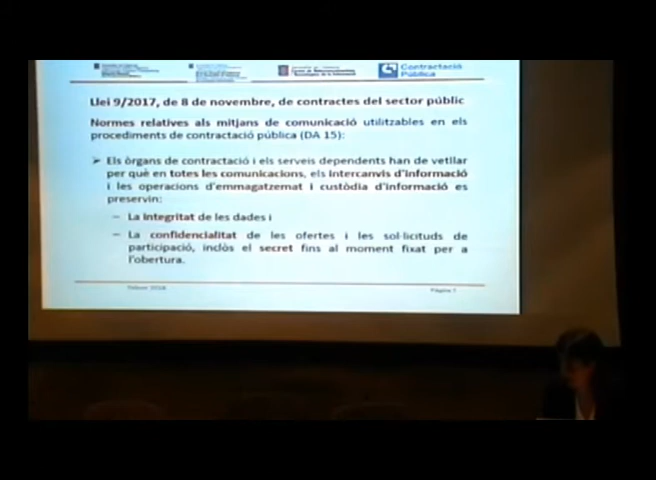 Contractació
Pública
Llei 9/2017, de 8 de novembre, de contractes del sector públic
Normes relatives als mitjans de comunicació utilitzables en els
procediments de contractació pública (DA 15):
➢ Els òrgans de contractació i els serveis dependents han de vetllar
per què en totes les comunicacions, els intercanvis d'informació
i les operacions d'emmagatzemat i custòdia d'informació es
preservin:
– La integritat de les dades i
– La confidencialitat de les ofertes i les sol·licituds de
participació, inclòs el secret fins al moment fixat per a
l'obertura.
Febrer 2018
Pàgina 7